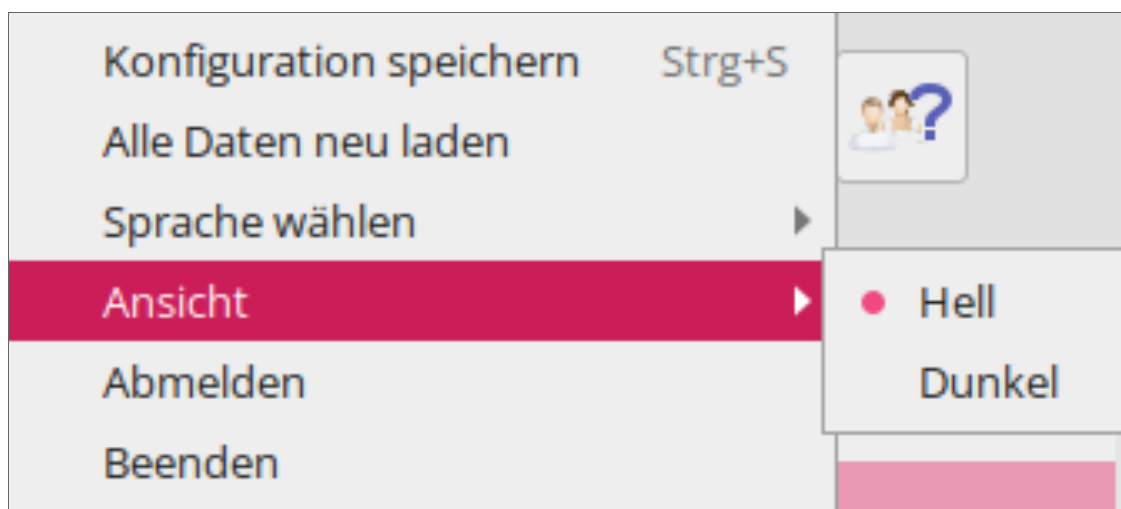 Konfiguration speichern Strg+S
Alle Daten neu laden
Sprache wählen
Ansicht
Hell
Dunkel
Abmelden
Beenden
?